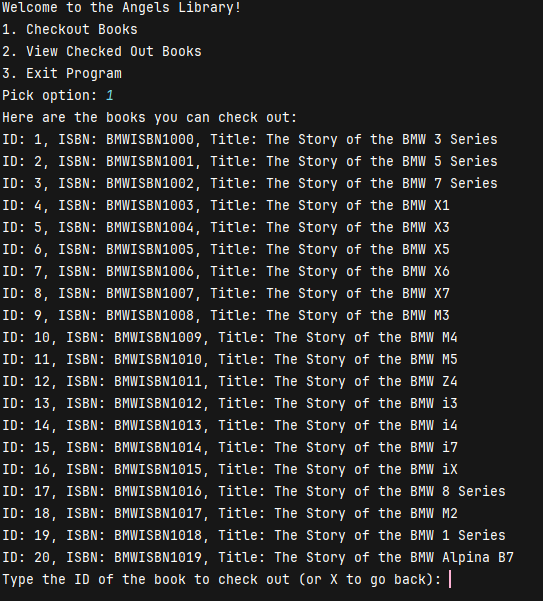 Welcome to the Angels Library!
1. Checkout Books
2. View Checked Out Books
3. Exit Program
Pick option: 1
Here are the books you can check out:
ID: 1, ISBN: BMWISBN1000, Title: The Story of the BMW 3 Series
ID: 2, ISBN: BMWISBN1001, Title: The Story of the BMW 5 Series
ID: 3, ISBN: BMWISBN1002, Title: The Story of the BMW 7 Series
ID: 4, ISBN: BMWISBN1003, Title: The Story of the BMW X1
ID: 5, ISBN: BMWISBN1004, Title: The Story of the BMW X3
ID: 6, ISBN: BMWISBN1005, Title: The Story of the BMW X5
ID: 7, ISBN: BMWISBN1006, Title: The Story of the BMW X6
ID: 8, ISBN: BMWISBN1007, Title: The Story of the BMW X7
ID: 9, ISBN: BMWISBN1008, Title: The Story of the BMW M3
ID: 10, ISBN: BMWISBN1009, Title: The Story of the BMW M4
ID: 11, ISBN: BMWISBN1010, Title: The Story of the BMW M5
ID: 12, ISBN: BMWISBN1011, Title: The Story of the BMW Z4
ID: 13, ISBN: BMWISBN1012, Title: The Story of the BMW i3
ID: 14, ISBN: BMWISBN1013, Title: The Story of the BMW i4
ID: 15, ISBN: BMWISBN1014, Title: The Story of the BMW i7
ID: 16, ISBN: BMWISBN1015, Title: The Story of the BMW iX
ID: 17, ISBN: BMWISBN1016, Title: The Story of the BMW 8 Series
ID: 18, ISBN: BMWISBN1017, Title: The Story of the BMW M2
ID: 19, ISBN: BMWISBN1018, Title: The Story of the BMW 1 Series
ID: 20, ISBN: BMWISBN1019, Title: The Story of the BMW Alpina B7
Type the ID of the book to check out (or X to go back):